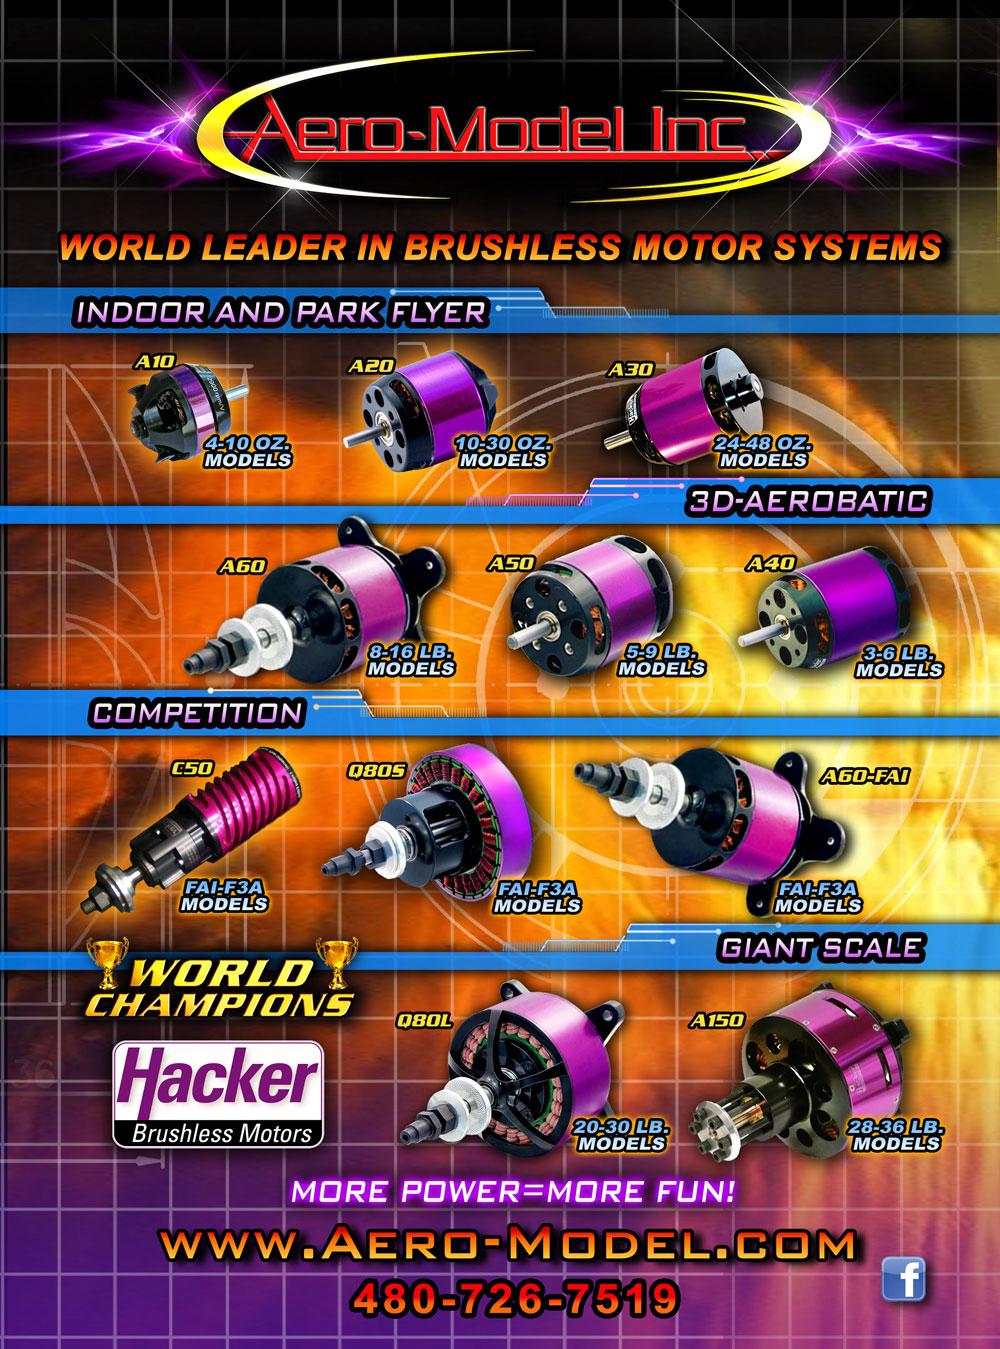 Aero-Model Inc
WORLD LEADER IN BRUSHLESS MOTOR SYSTEMS
INDOOR AND PARK FLYER
A10
4-10 OZ.
MODELS
A20
10-30 OZ.
MODELS
A30
24-48 OZ.
MODELS
3D-AEROBATIC
A60
8-16 LB.
MODELS
A50
5-9 LB.
MODELS
A40
3-6 LB.
MODELS
COMPETITION
C50
FAI-F3A
MODELS
Q80S
FAI-F3A
MODELS
A60-FAI
FAI-F3A
MODELS
GIANT SCALE
WORLD
CHAMPIONS
Hacker
Brushless Motors
Q80L
20-30 LB.
MODELS
A150
28-36 LB.
MODELS
36
MORE POWER=MORE FUN!
www.Aero-Model.com
480-726-7519
f